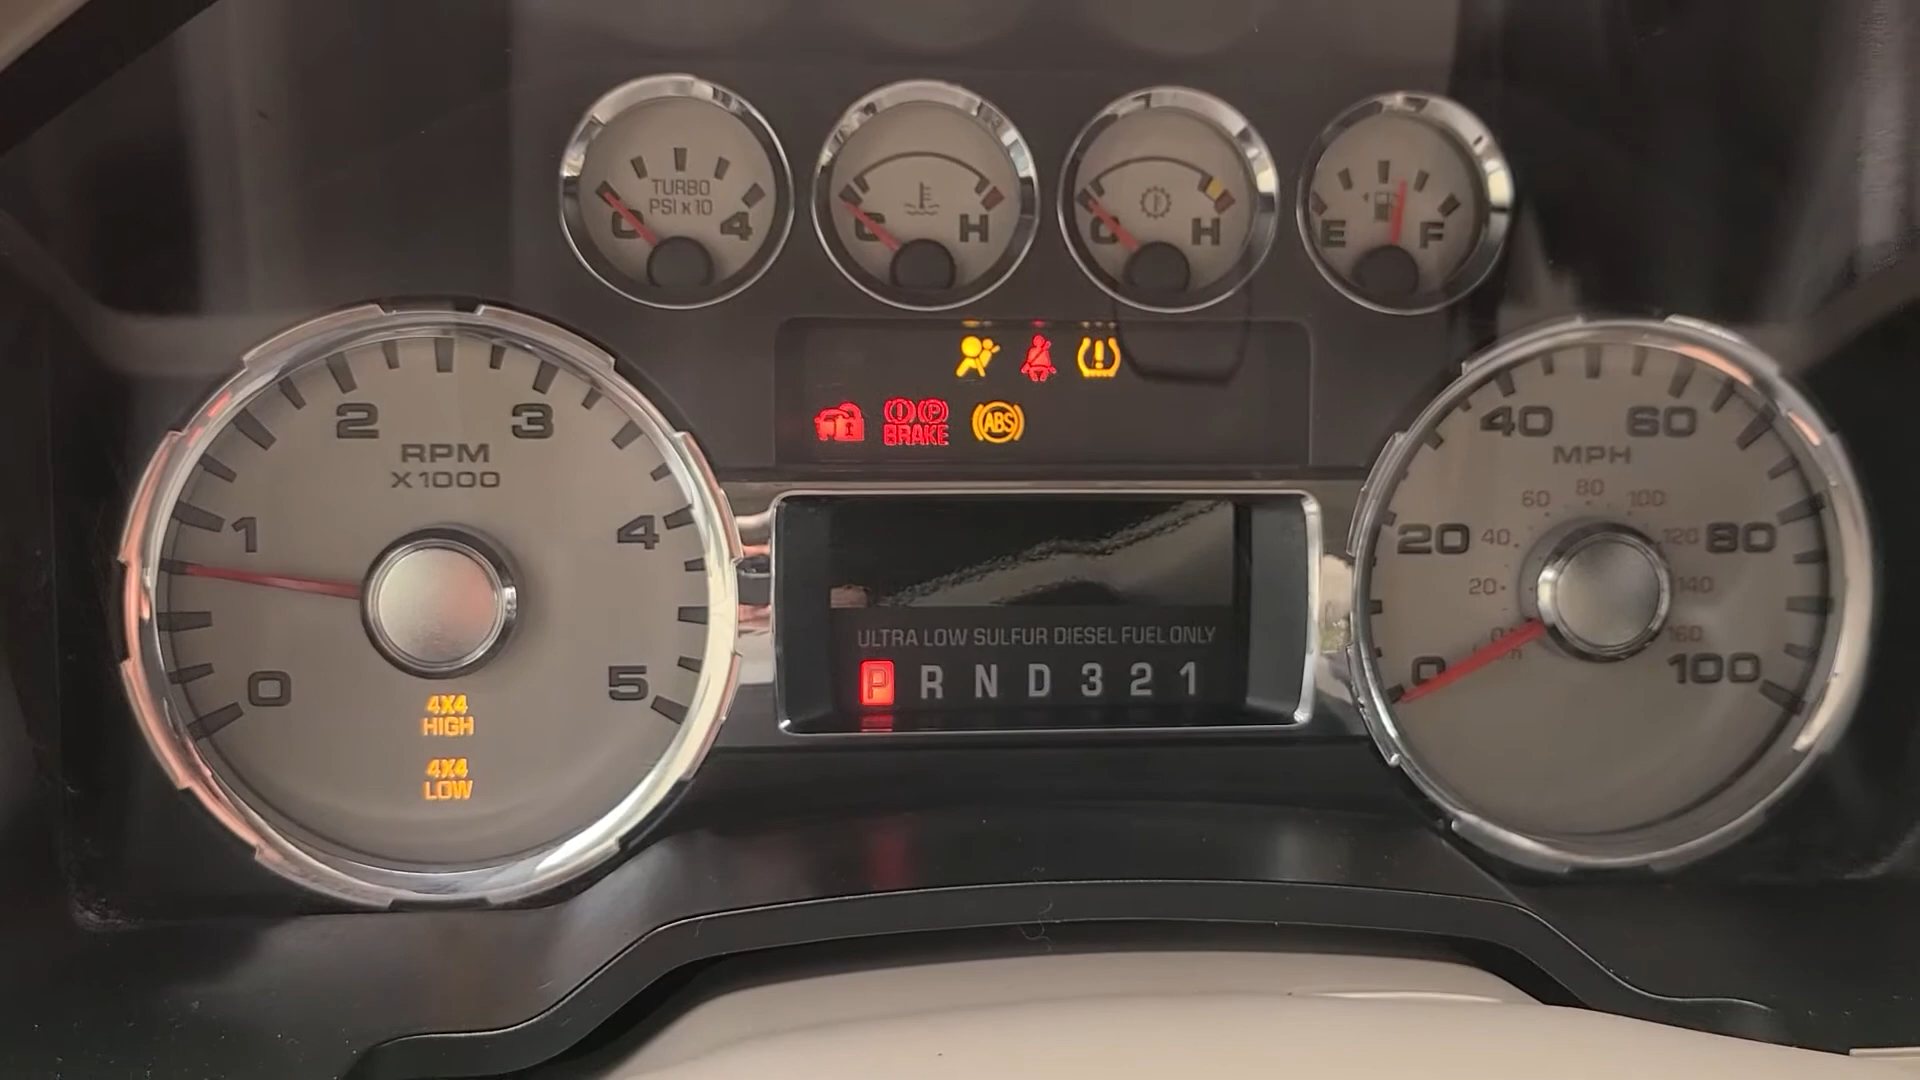 TURBO
PSI x 10
0 4
C H
C H
E F
0 1 2 3 4 5
RPM
X1000
4X4
HIGH
4X4
LOW
BRAKE
P
ABS
ULTRA LOW SULFUR DIESEL FUEL ONLY
P R N D 3 2 1
0 20 40 60 80 100
MPH
20 40 60 80 100 120 140 160